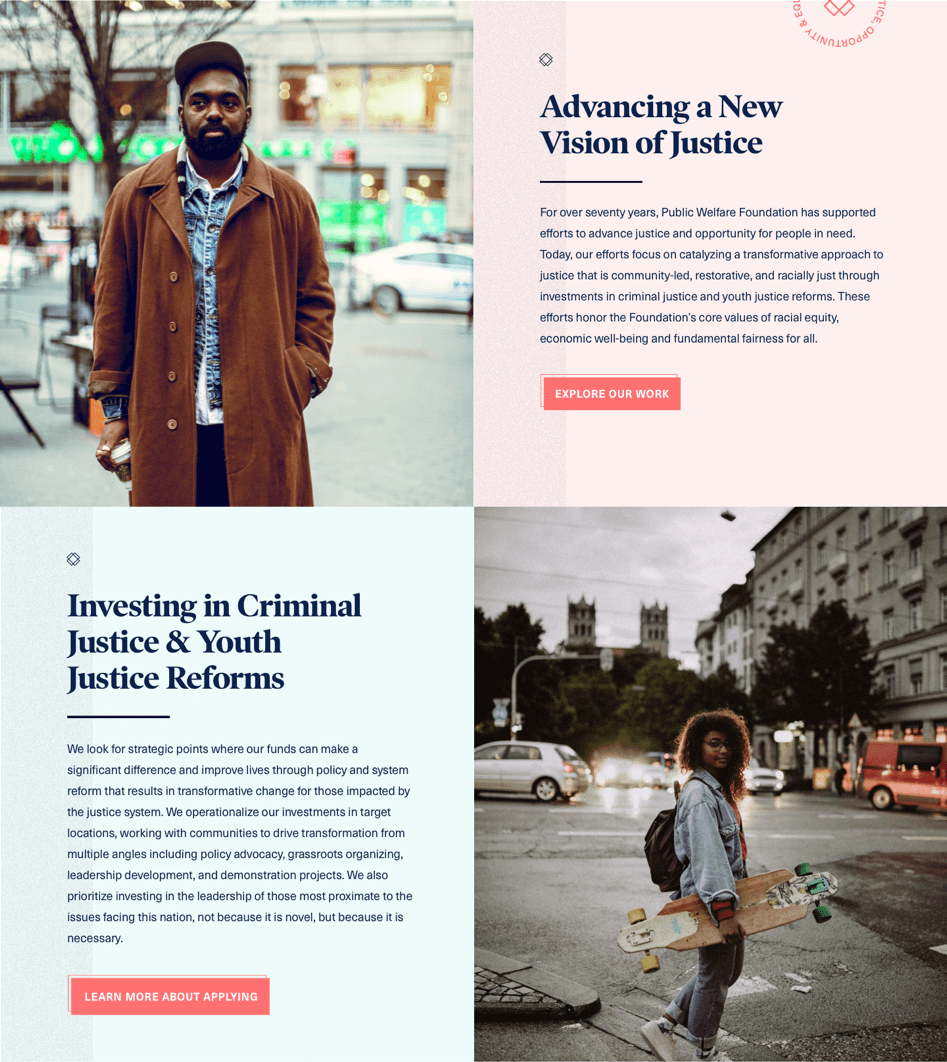 TICE, OPPORTUNITY & EQ
Advancing a New
Vision of Justice
For over seventy years, Public Welfare Foundation has supported
efforts to advance justice and opportunity for people in need.
Today, our efforts focus on catalyzing a transformative approach to
justice that is community-led, restorative, and racially just through
investments in criminal justice and youth justice reforms. These
efforts honor the Foundation's core values of racial equity,
economic well-being and fundamental fairness for all.
EXPLORE OUR WORK
Investing in Criminal
Justice & Youth
Justice Reforms
We look for strategic points where our funds can make a
significant difference and improve lives through policy and system
reform that results in transformative change for those impacted by
the justice system. We operationalize our investments in target
locations, working with communities to drive transformation from
multiple angles including policy advocacy, grassroots organizing,
leadership development, and demonstration projects. We also
prioritize investing in the leadership of those most proximate to the
issues facing this nation, not because it is novel, but because it is
necessary.
LEARN MORE ABOUT APPLYING